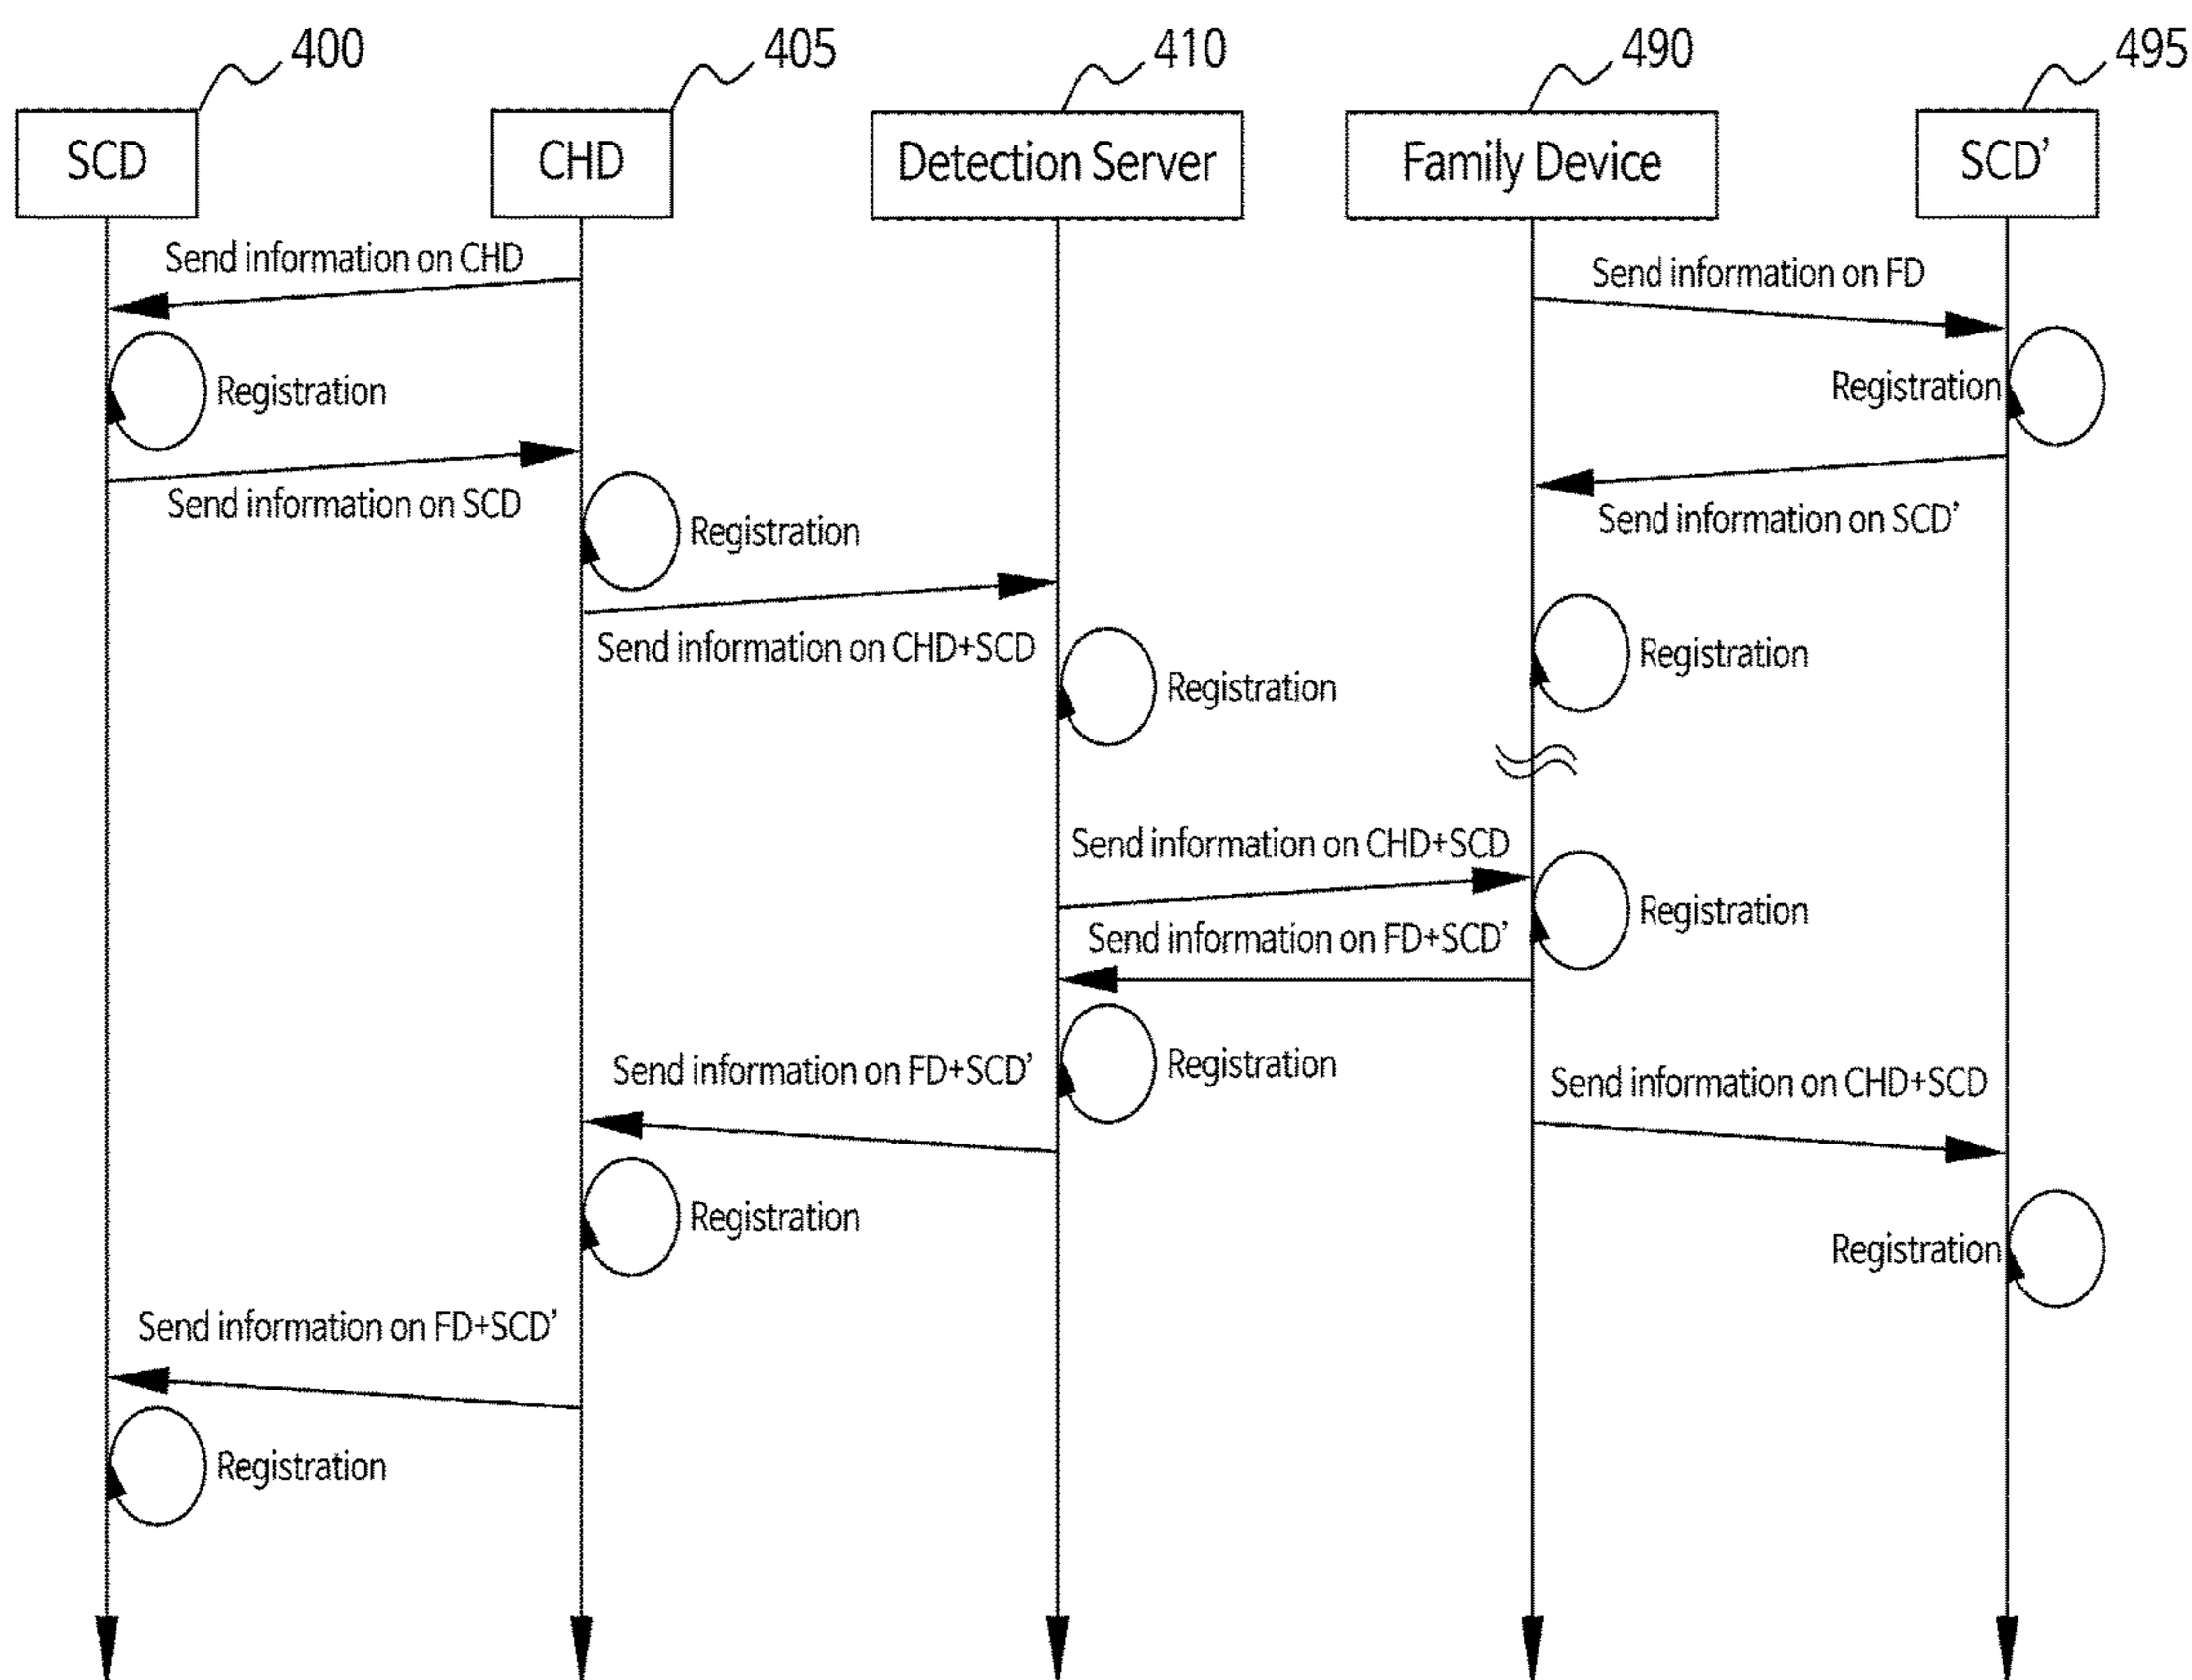 400
405
410
490
495
SCD
CHD
Detection Server
Family Device
SCD’
Send information on CHD
Send information on FD
Registration
Registration
Send information on SCD
Send information on SCD’
Registration
Send information on CHD+SCD
Registration
Registration
Send information on CHD+SCD
Registration
Send information on FD+SCD’
Registration
Send information on FD+SCD’
Send information on CHD+SCD
Registration
Registration
Send information on FD+SCD’
Registration